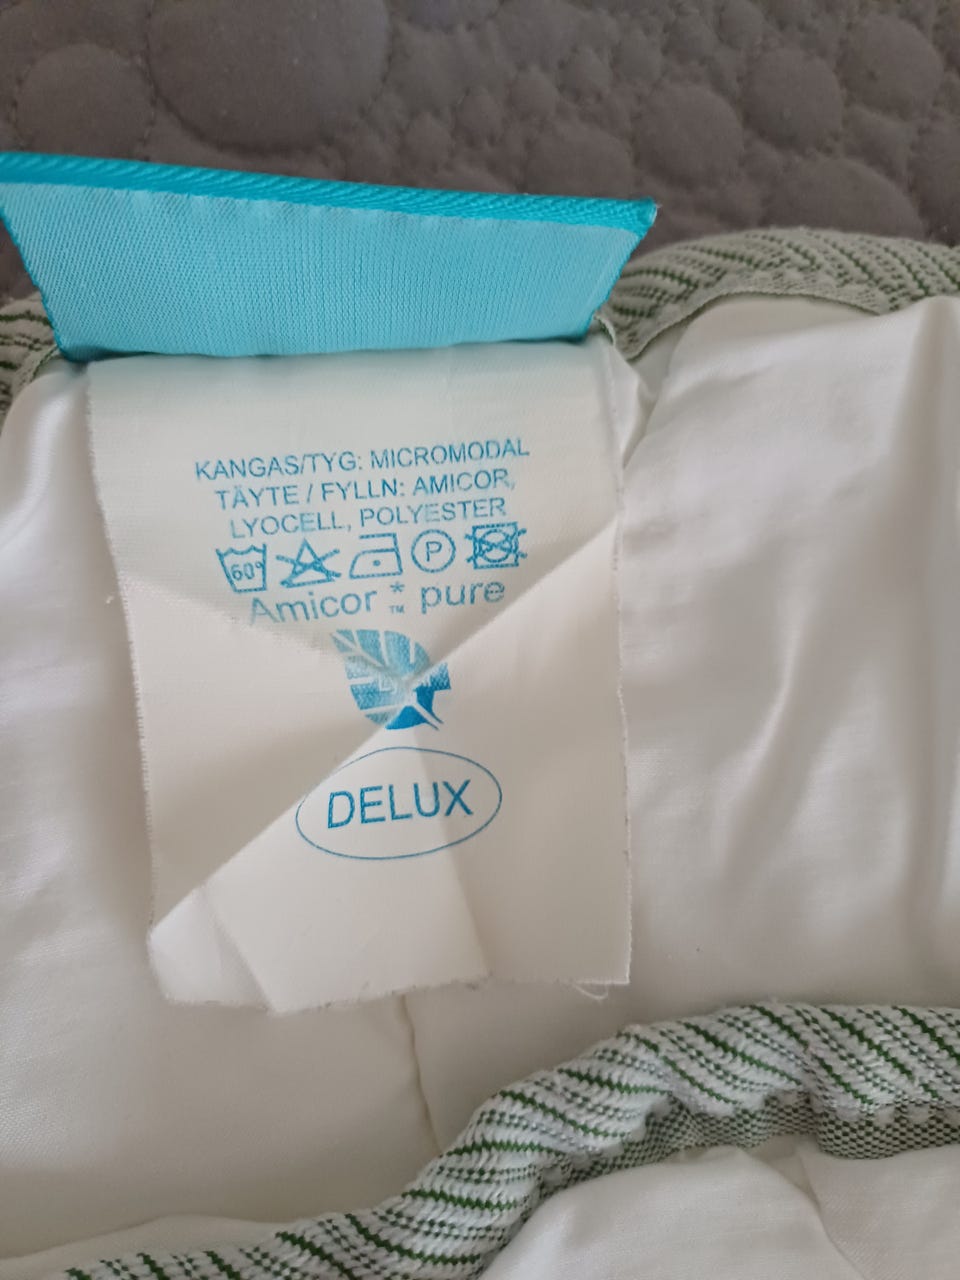 KANGAS/TYG: MICROMODAL
TÄYTE / FYLLN: AMICOR,
LYOCELL, POLYESTER
60° P
Amicor ™* pure
DELUX